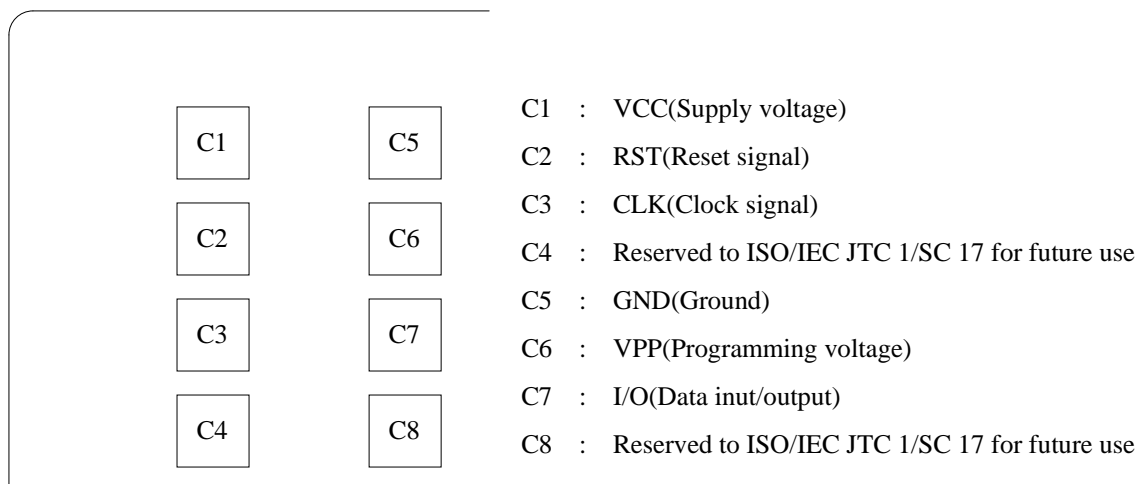 C1 C5
C2 C6
C3 C7
C4 C8
C1 : VCC(Supply voltage)
C2 : RST(Reset signal)
C3 : CLK(Clock signal)
C4 : Reserved to ISO/IEC JTC 1/SC 17 for future use
C5 : GND(Ground)
C6 : VPP(Programming voltage)
C7 : I/O(Data inut/output)
C8 : Reserved to ISO/IEC JTC 1/SC 17 for future use